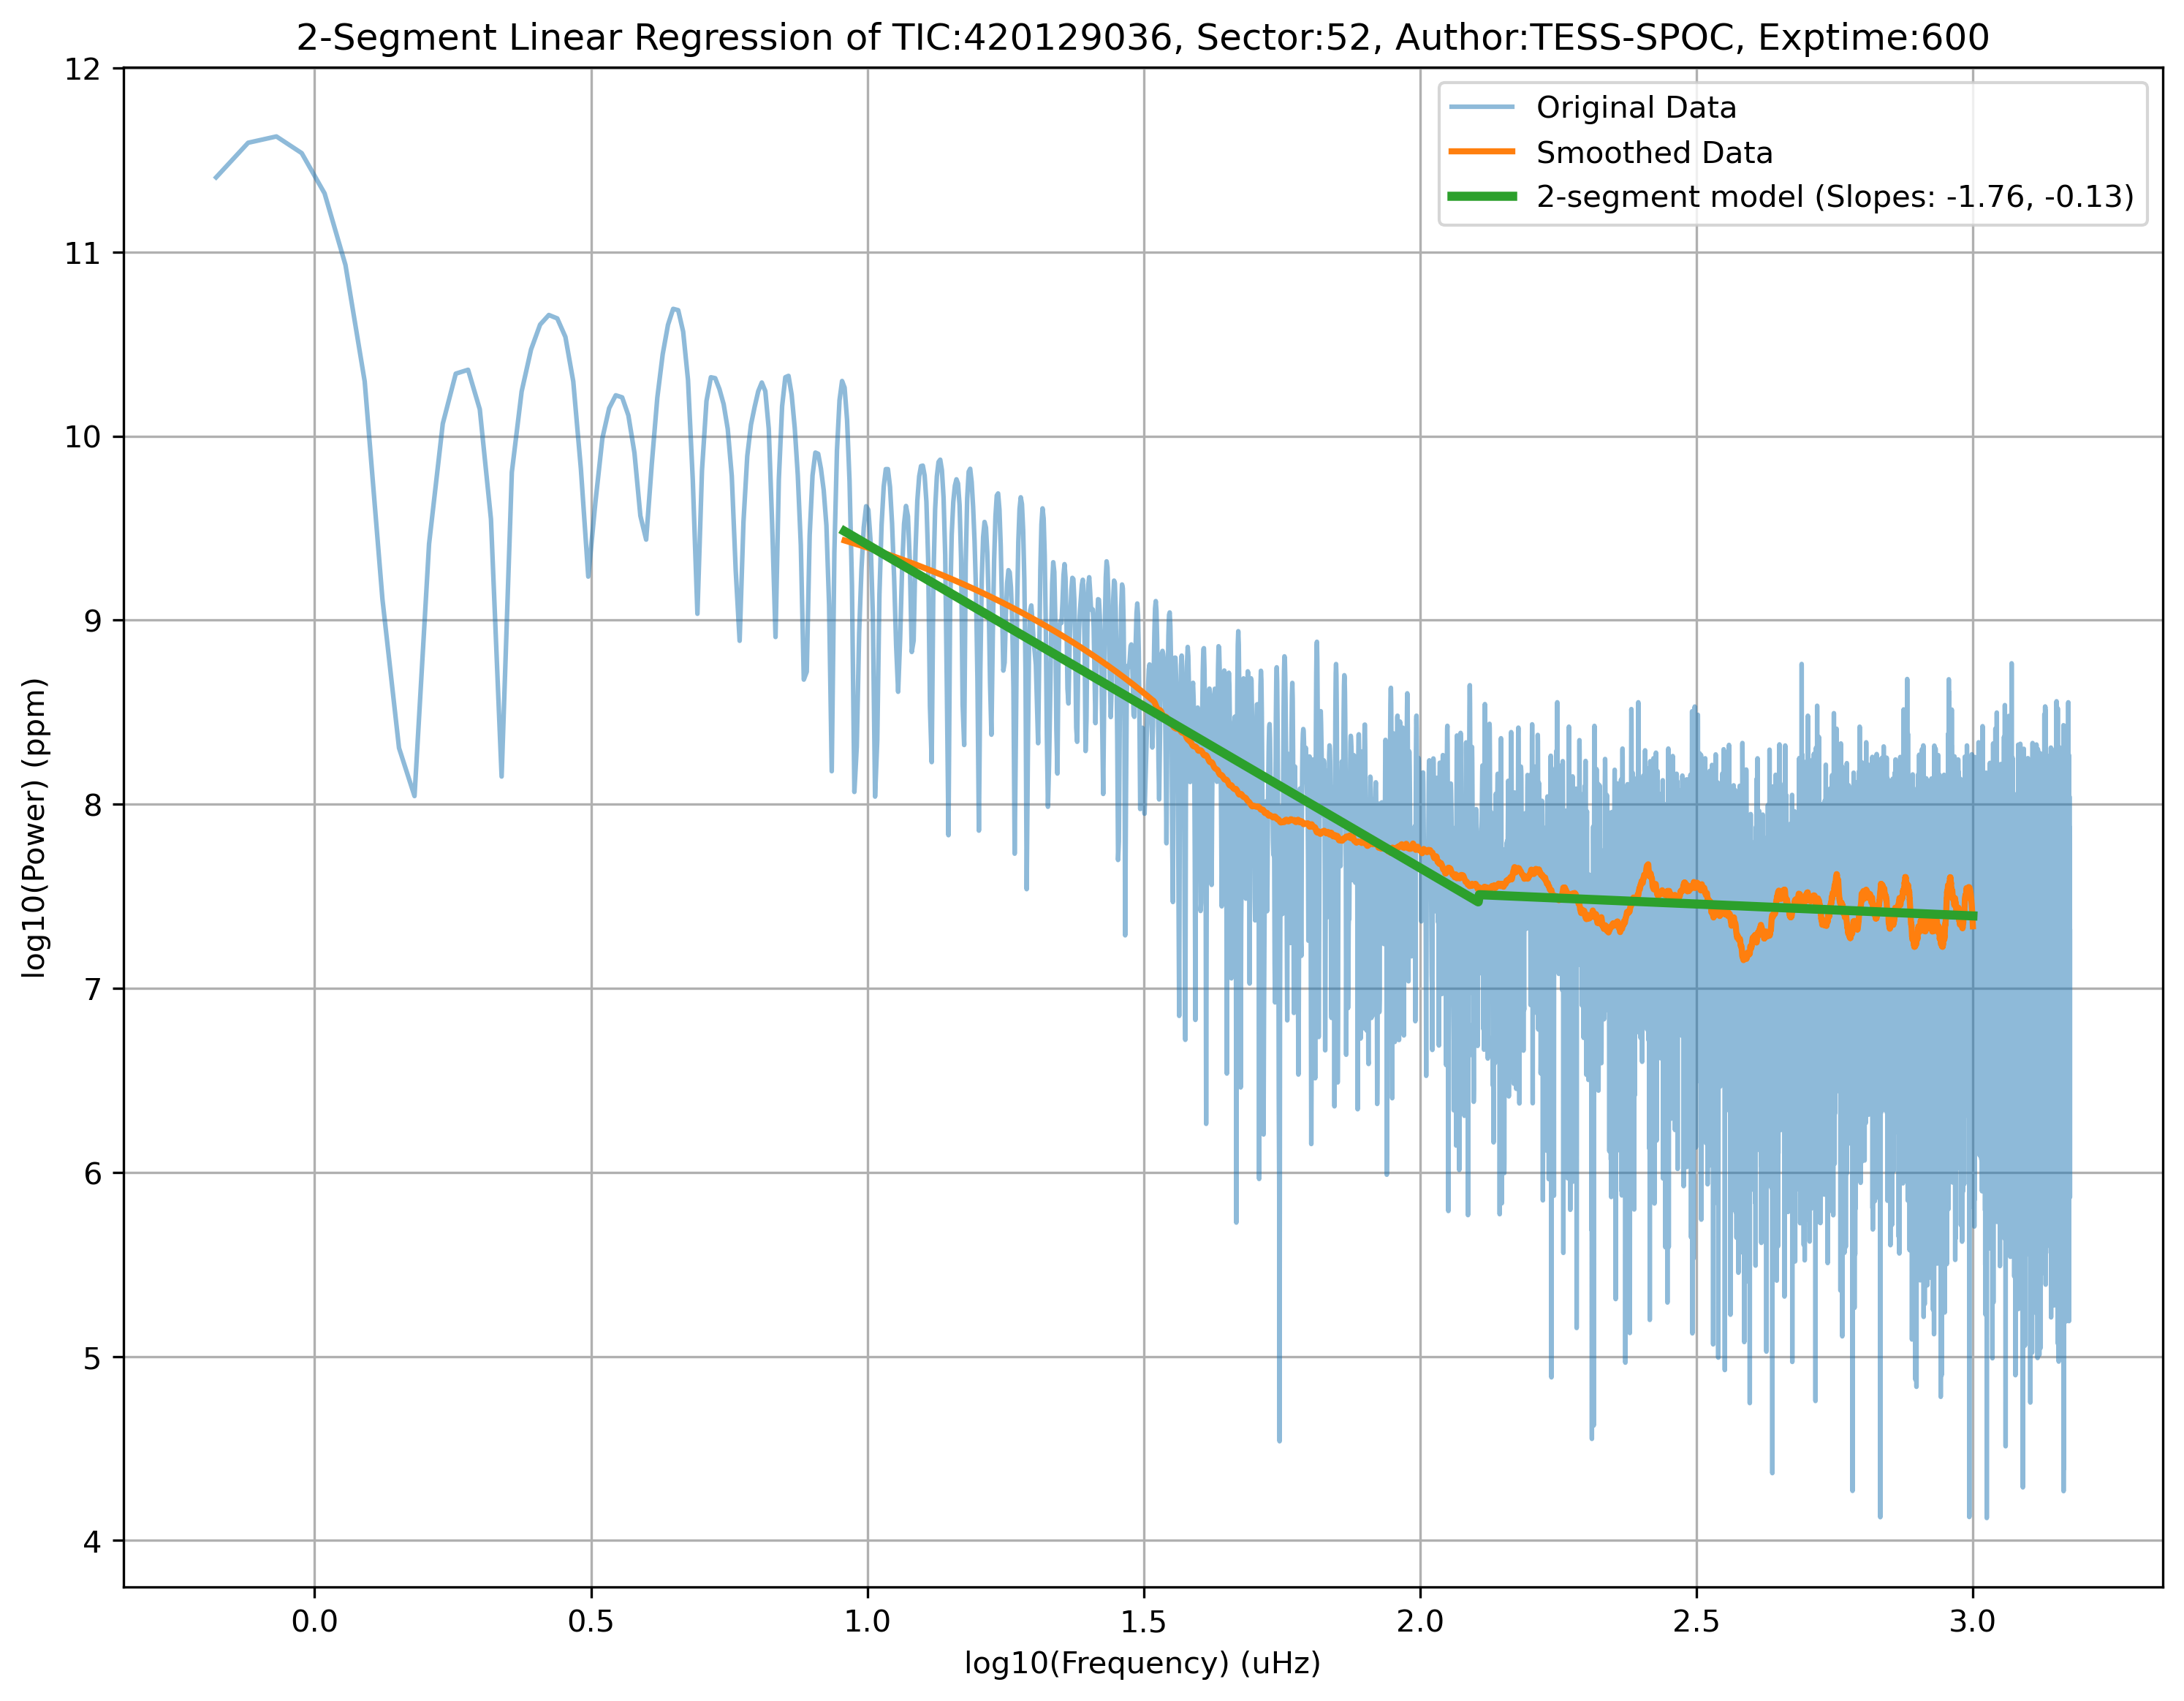 2-Segment Linear Regression of TIC:420129036, Sector:52, Author:TESS-SPOC, Exptime:600
Original Data
Smoothed Data
2-segment model (Slopes: -1.76, -0.13)
log10(Power) (ppm)
12
11
10
9
8
7
6
5
4
0.0 0.5 1.0 1.5 2.0 2.5 3.0
log10(Frequency) (uHz)